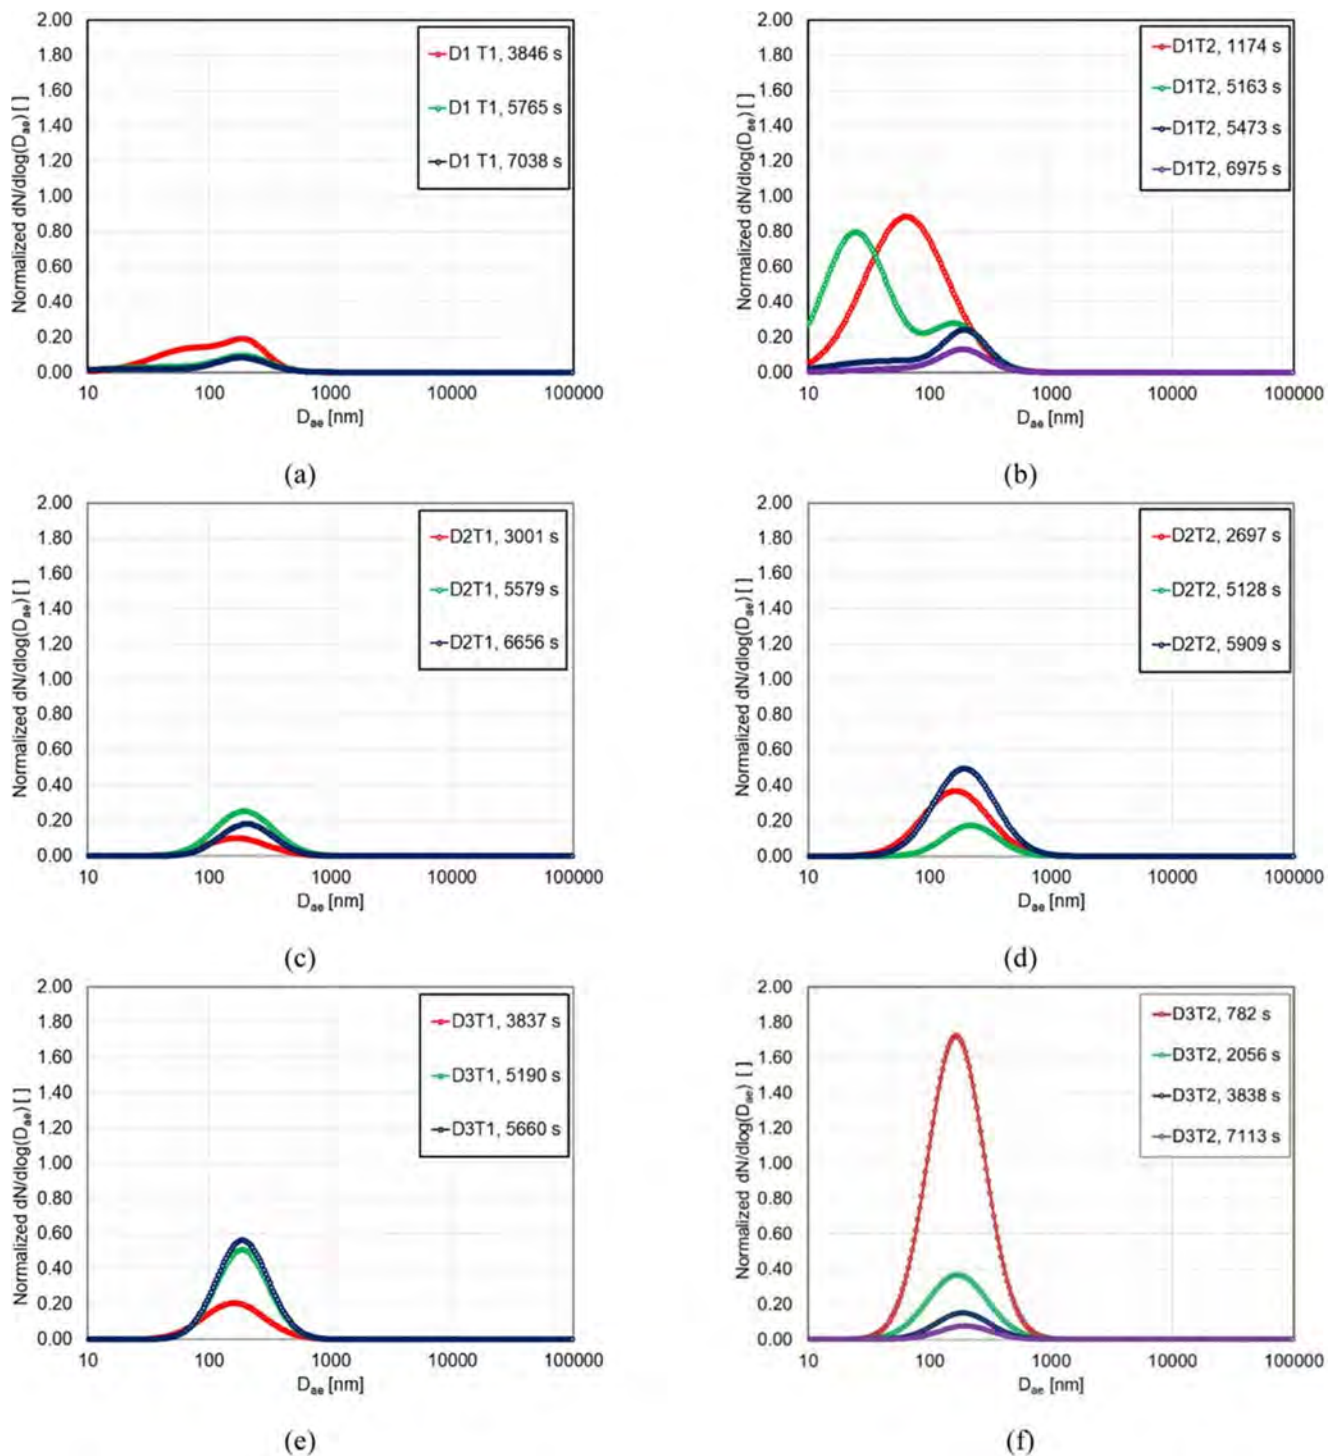 2.00
1.80
1.60
1.40
1.20
1.00
0.80
0.60
0.40
0.20
0.00
Normalized dN/dlog(Dae) [ ]
D1 T1, 3846 s
D1 T1, 5765 s
D1 T1, 7038 s
10 100 1000 10000 100000
Dae [nm]
(a)
2.00
1.80
1.60
1.40
1.20
1.00
0.80
0.60
0.40
0.20
0.00
Normalized dN/dlog(Dae) [ ]
D1T2, 1174 s
D1T2, 5163 s
D1T2, 5473 s
D1T2, 6975 s
10 100 1000 10000 100000
Dae [nm]
(b)
2.00
1.80
1.60
1.40
1.20
1.00
0.80
0.60
0.40
0.20
0.00
Normalized dN/dlog(Dae) [ ]
D2T1, 3001 s
D2T1, 5579 s
D2T1, 6656 s
10 100 1000 10000 100000
Dae [nm]
(c)
2.00
1.80
1.60
1.40
1.20
1.00
0.80
0.60
0.40
0.20
0.00
Normalized dN/dlog(Dae) [ ]
D2T2, 2697 s
D2T2, 5128 s
D2T2, 5909 s
10 100 1000 10000 100000
Dae [nm]
(d)
2.00
1.80
1.60
1.40
1.20
1.00
0.80
0.60
0.40
0.20
0.00
Normalized dN/dlog(Dae) [ ]
D3T1, 3837 s
D3T1, 5190 s
D3T1, 5660 s
10 100 1000 10000 100000
Dae [nm]
(e)
2.00
1.80
1.60
1.40
1.20
1.00
0.80
0.60
0.40
0.20
0.00
Normalized dN/dlog(Dae) [ ]
D3T2, 782 s
D3T2, 2056 s
D3T2, 3838 s
D3T2, 7113 s
10 100 1000 10000 100000
Dae [nm]
(f)